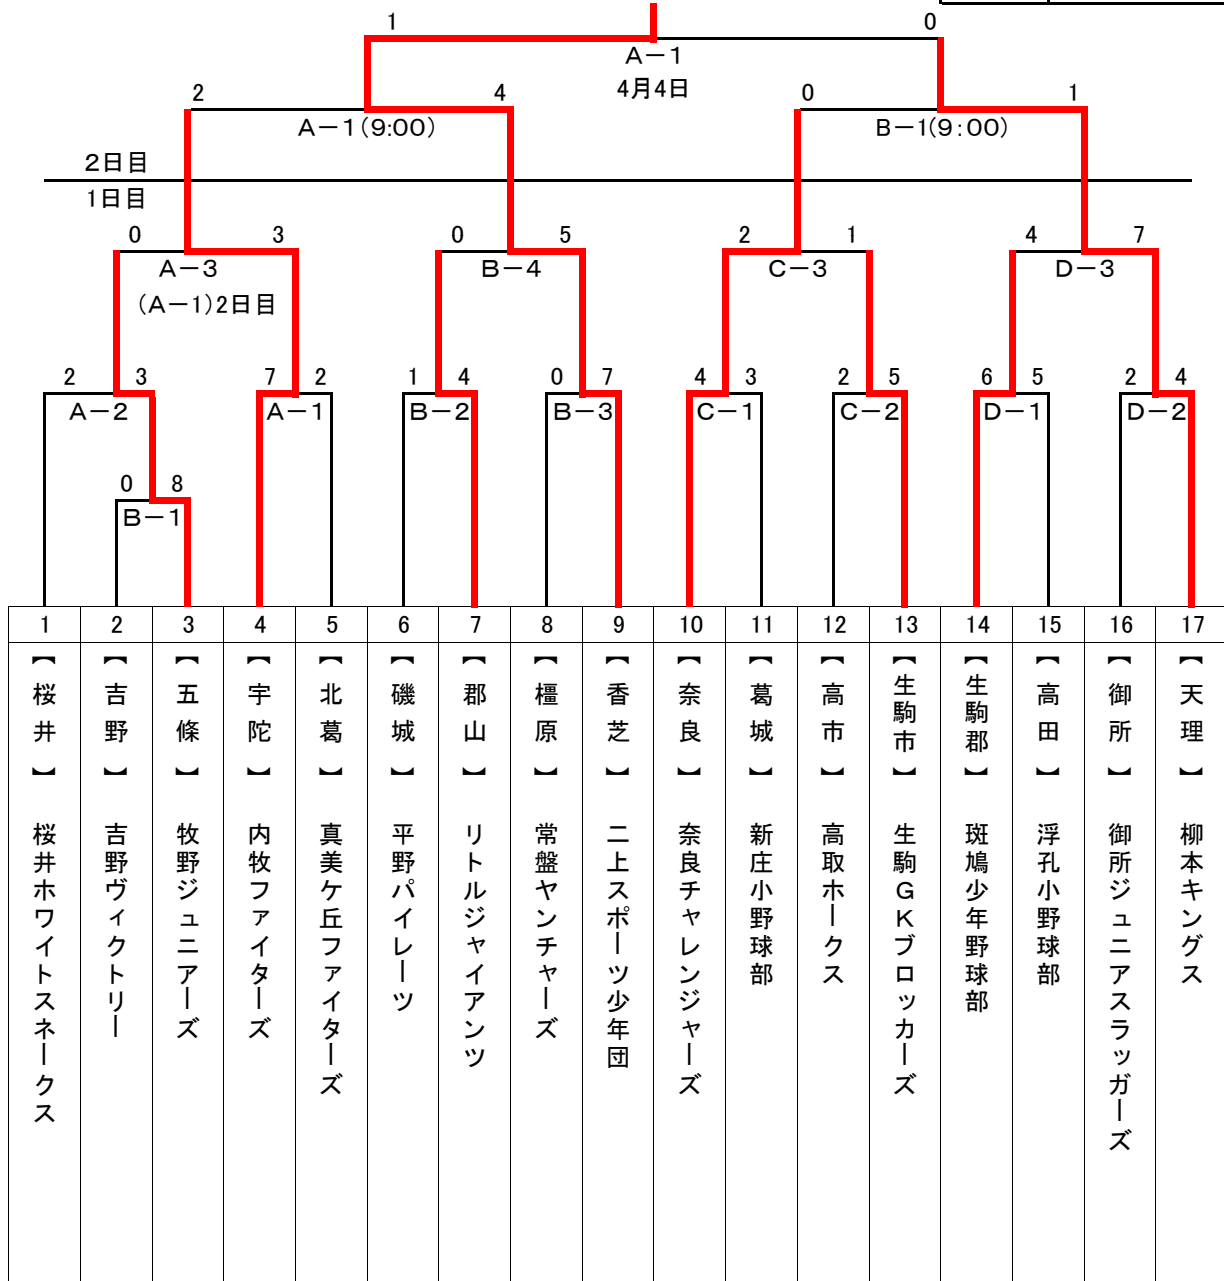 1 0
A－1
4月4日
2 4 0 1
A－1(9:00) B－1(9:00)
2日目
1日目
0 3 0 5 2 1 4 7
A－3 B－4 C－3 D－3
(A－1)2日目
2 3 7 2 1 4 0 7 4 3 2 5 6 5 2 4
A－2 A－1 B－2 B－3 C－1 C－2 D－1 D－2
0 8
B－1
1 2 3 4 5 6 7 8 9 10 11 12 13 14 15 16 17
【桜井】 桜井ホワイトスネークス
【吉野】 吉野ヴィクトリー
【五條】 牧野ジュニアーズ
【宇陀】 内牧ファイターズ
【北葛】 真美ケ丘ファイターズ
【磯城】 平野パイレーツ
【郡山】 リトルジャイアンツ
【橿原】 常盤ヤンチャーズ
【香芝】 二上スポーツ少年団
【奈良】 奈良チャレンジャーズ
【葛城】 新庄小野球部
【高市】 高取ホークス
【生駒市】 生駒GKブロッカーズ
【生駒郡】 斑鳩少年野球部
【高田】 浮孔小野球部
【御所】 御所ジュニアスラッガーズ
【天理】 柳本キングス